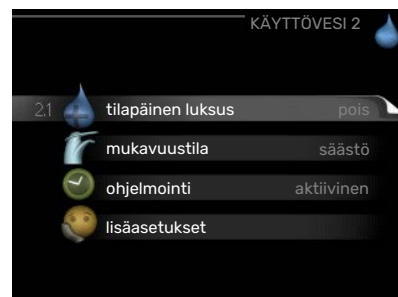 KÄYTTÖVESI 2
2.1 tilapäinen luksus pois
mukavuustila säästö
ohjelmointi aktiivinen
lisäasetukset